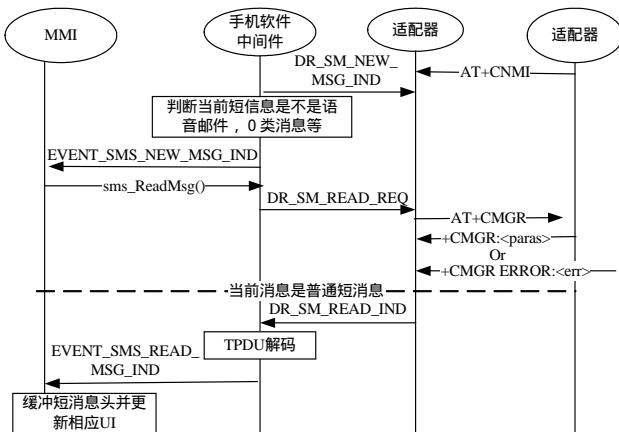 MMI
手机软件
中间件
适配器
适配器
DR_SM_NEW_
MSG_IND
AT+CNMI
判断当前短信息是不是语
音邮件，0 类消息等
EVENT_SMS_NEW_MSG_IND
sms_ReadMsg()
DR_SM_READ_REQ
AT+CMGR
+CMGR:<paras>
Or
+CMGR ERROR:<err>
当前消息是普通短消息
DR_SM_READ_IND
TPDU解码
EVENT_SMS_READ_
MSG_IND
缓冲短消息头并更
新相应UI